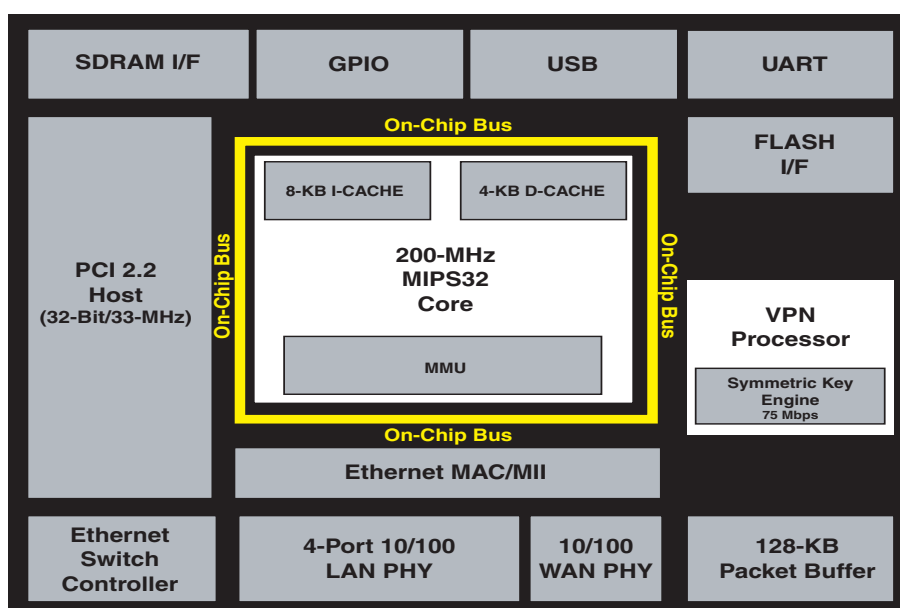 SDRAM I/F
GPIO
USB
UART
On-Chip Bus
FLASH
I/F
8-KB I-CACHE
4-KB D-CACHE
On-Chip Bus
On-Chip Bus
200-MHz
MIPS32
Core
PCI 2.2
Host
(32-Bit/33-MHz)
VPN
Processor
MMU
Symmetric Key
Engine
75 Mbps
On-Chip Bus
Ethernet MAC/MII
Ethernet
Switch
Controller
4-Port 10/100
LAN PHY
10/100
WAN PHY
128-KB
Packet Buffer